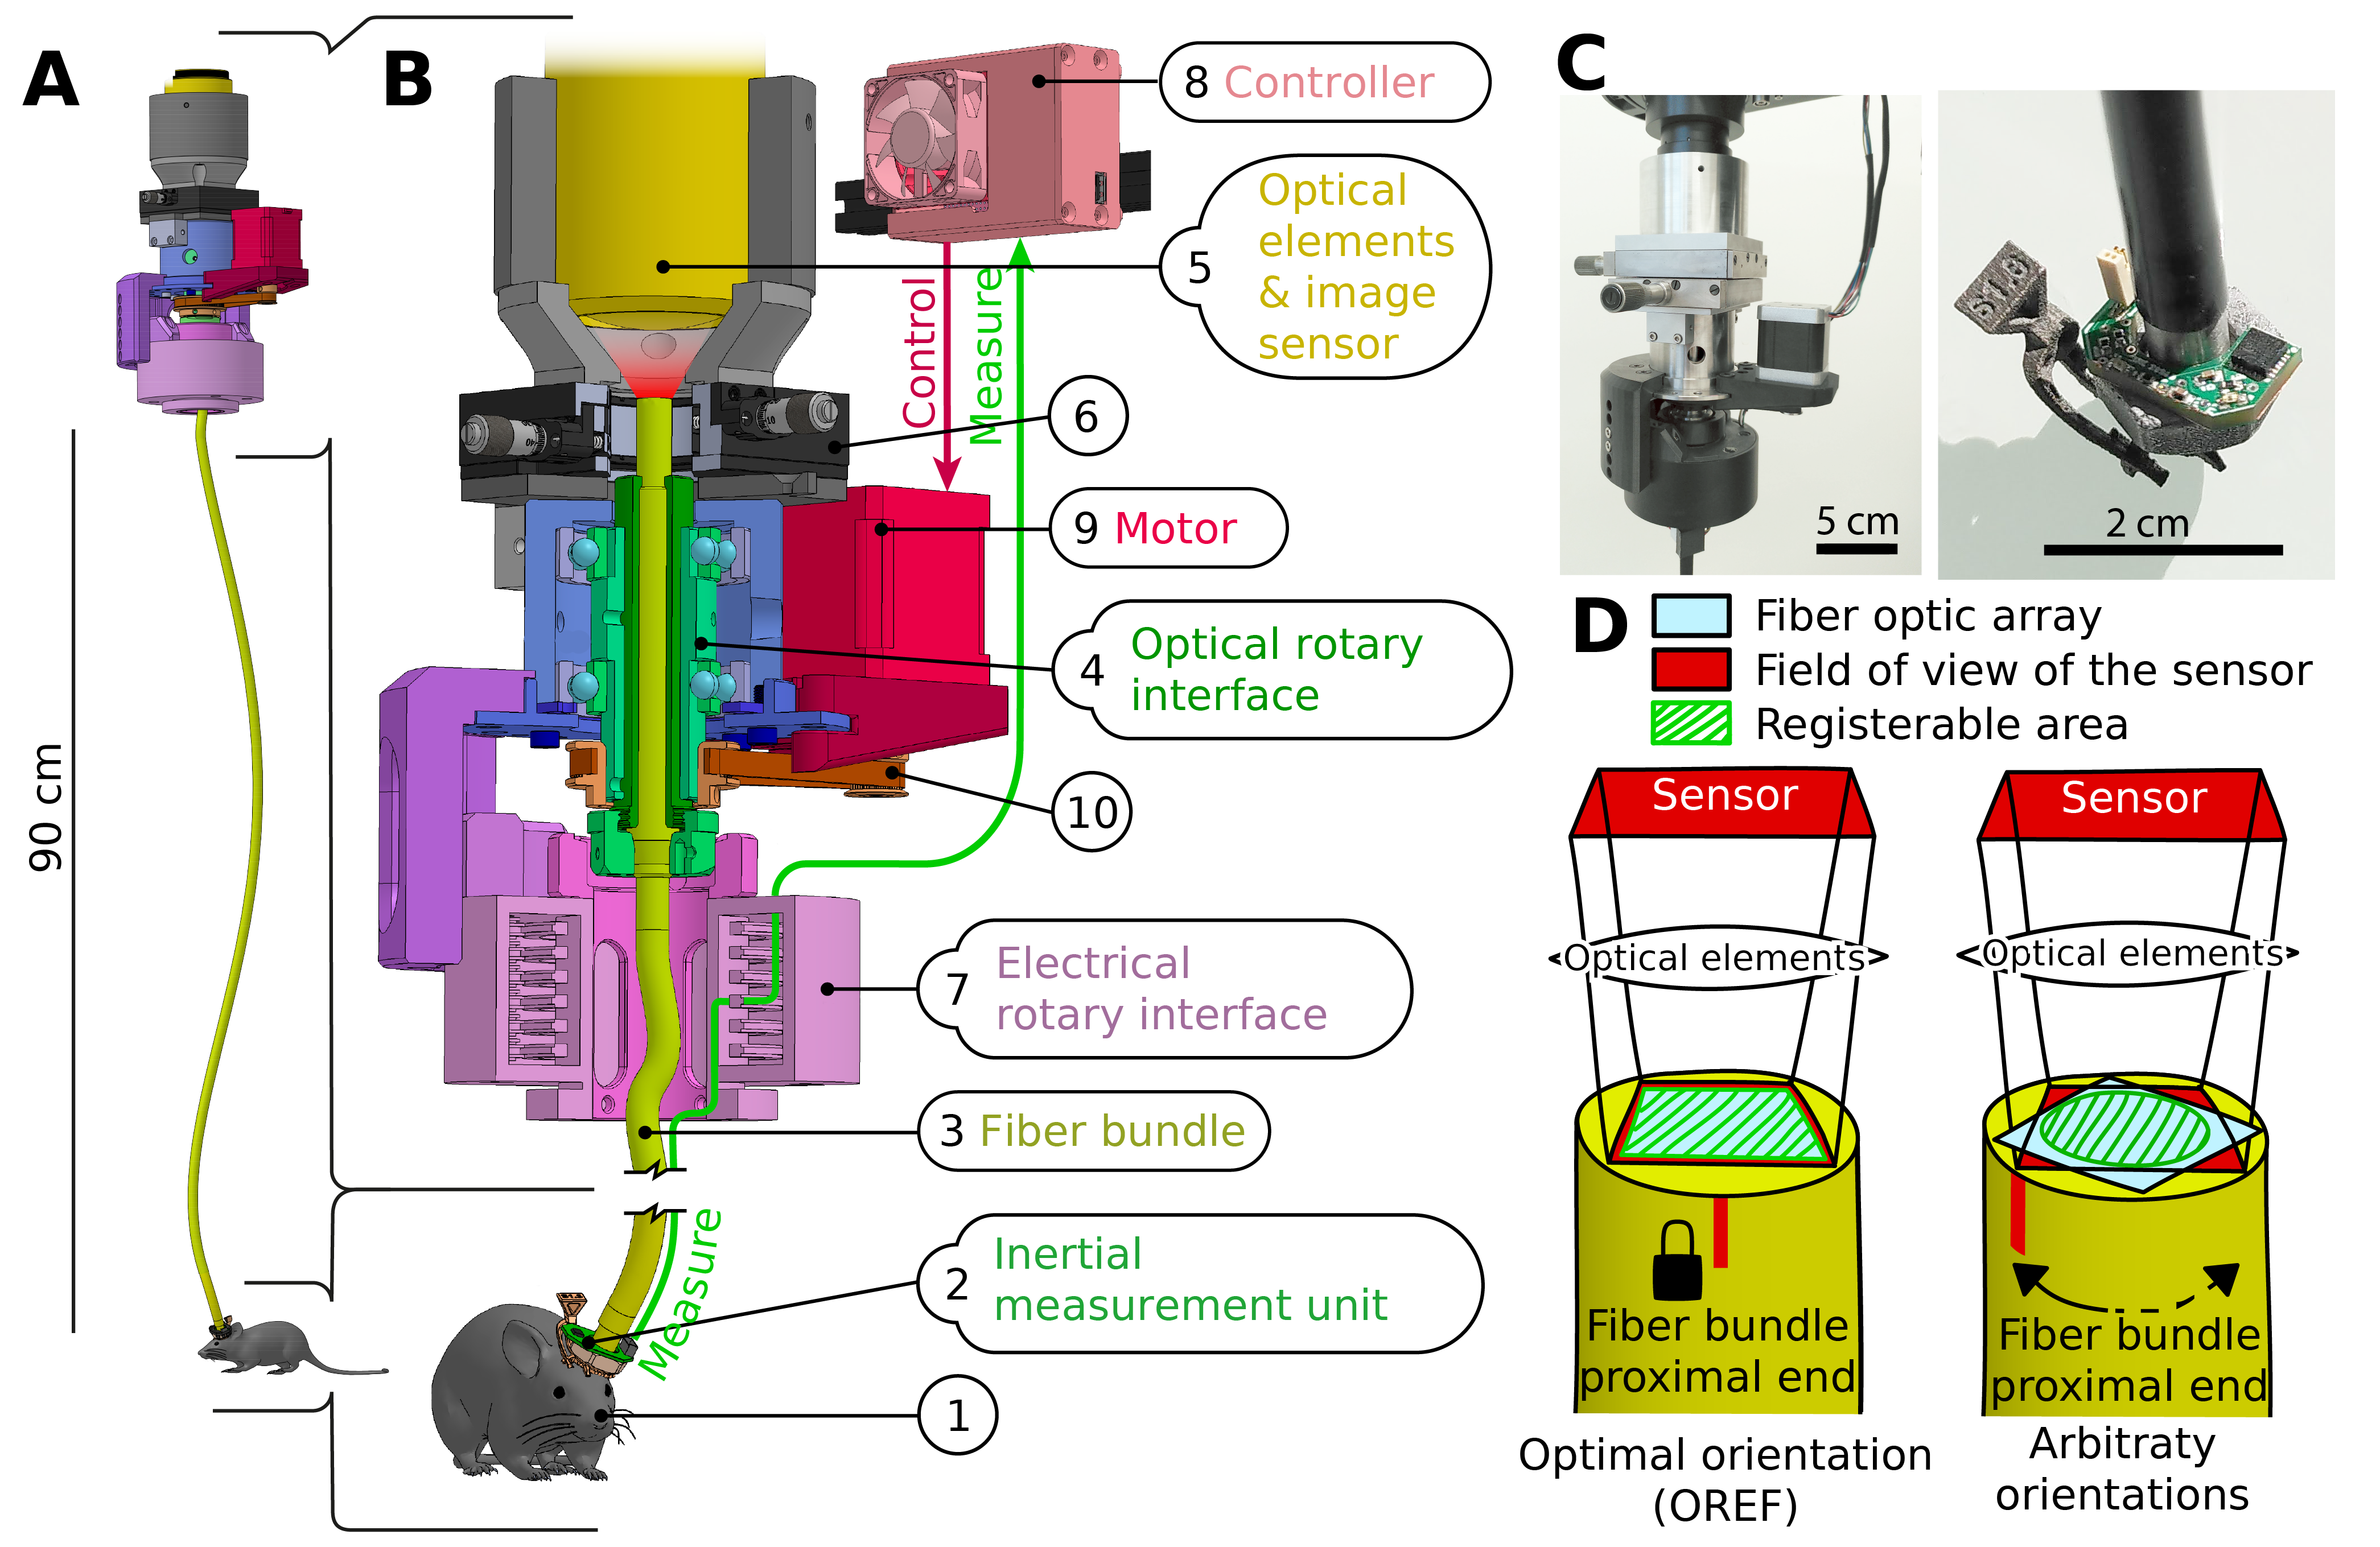 A
90 cm
B
Control
Measure
8 Controller
5
Optical
elements
& image
sensor
6
9 Motor
4
Optical rotary
interface
10
7
Electrical
rotary interface
3 Fiber bundle
Measure
2
Inertial
measurement unit
1
C
5 cm
2 cm
D
Fiber optic array
Field of view of the sensor
Registerable area
Sensor
Optical elements
Fiber bundle
proximal end
Optimal orientation
(OREF)
Sensor
Optical elements
Fiber bundle
proximal end
Arbitraty
orientations